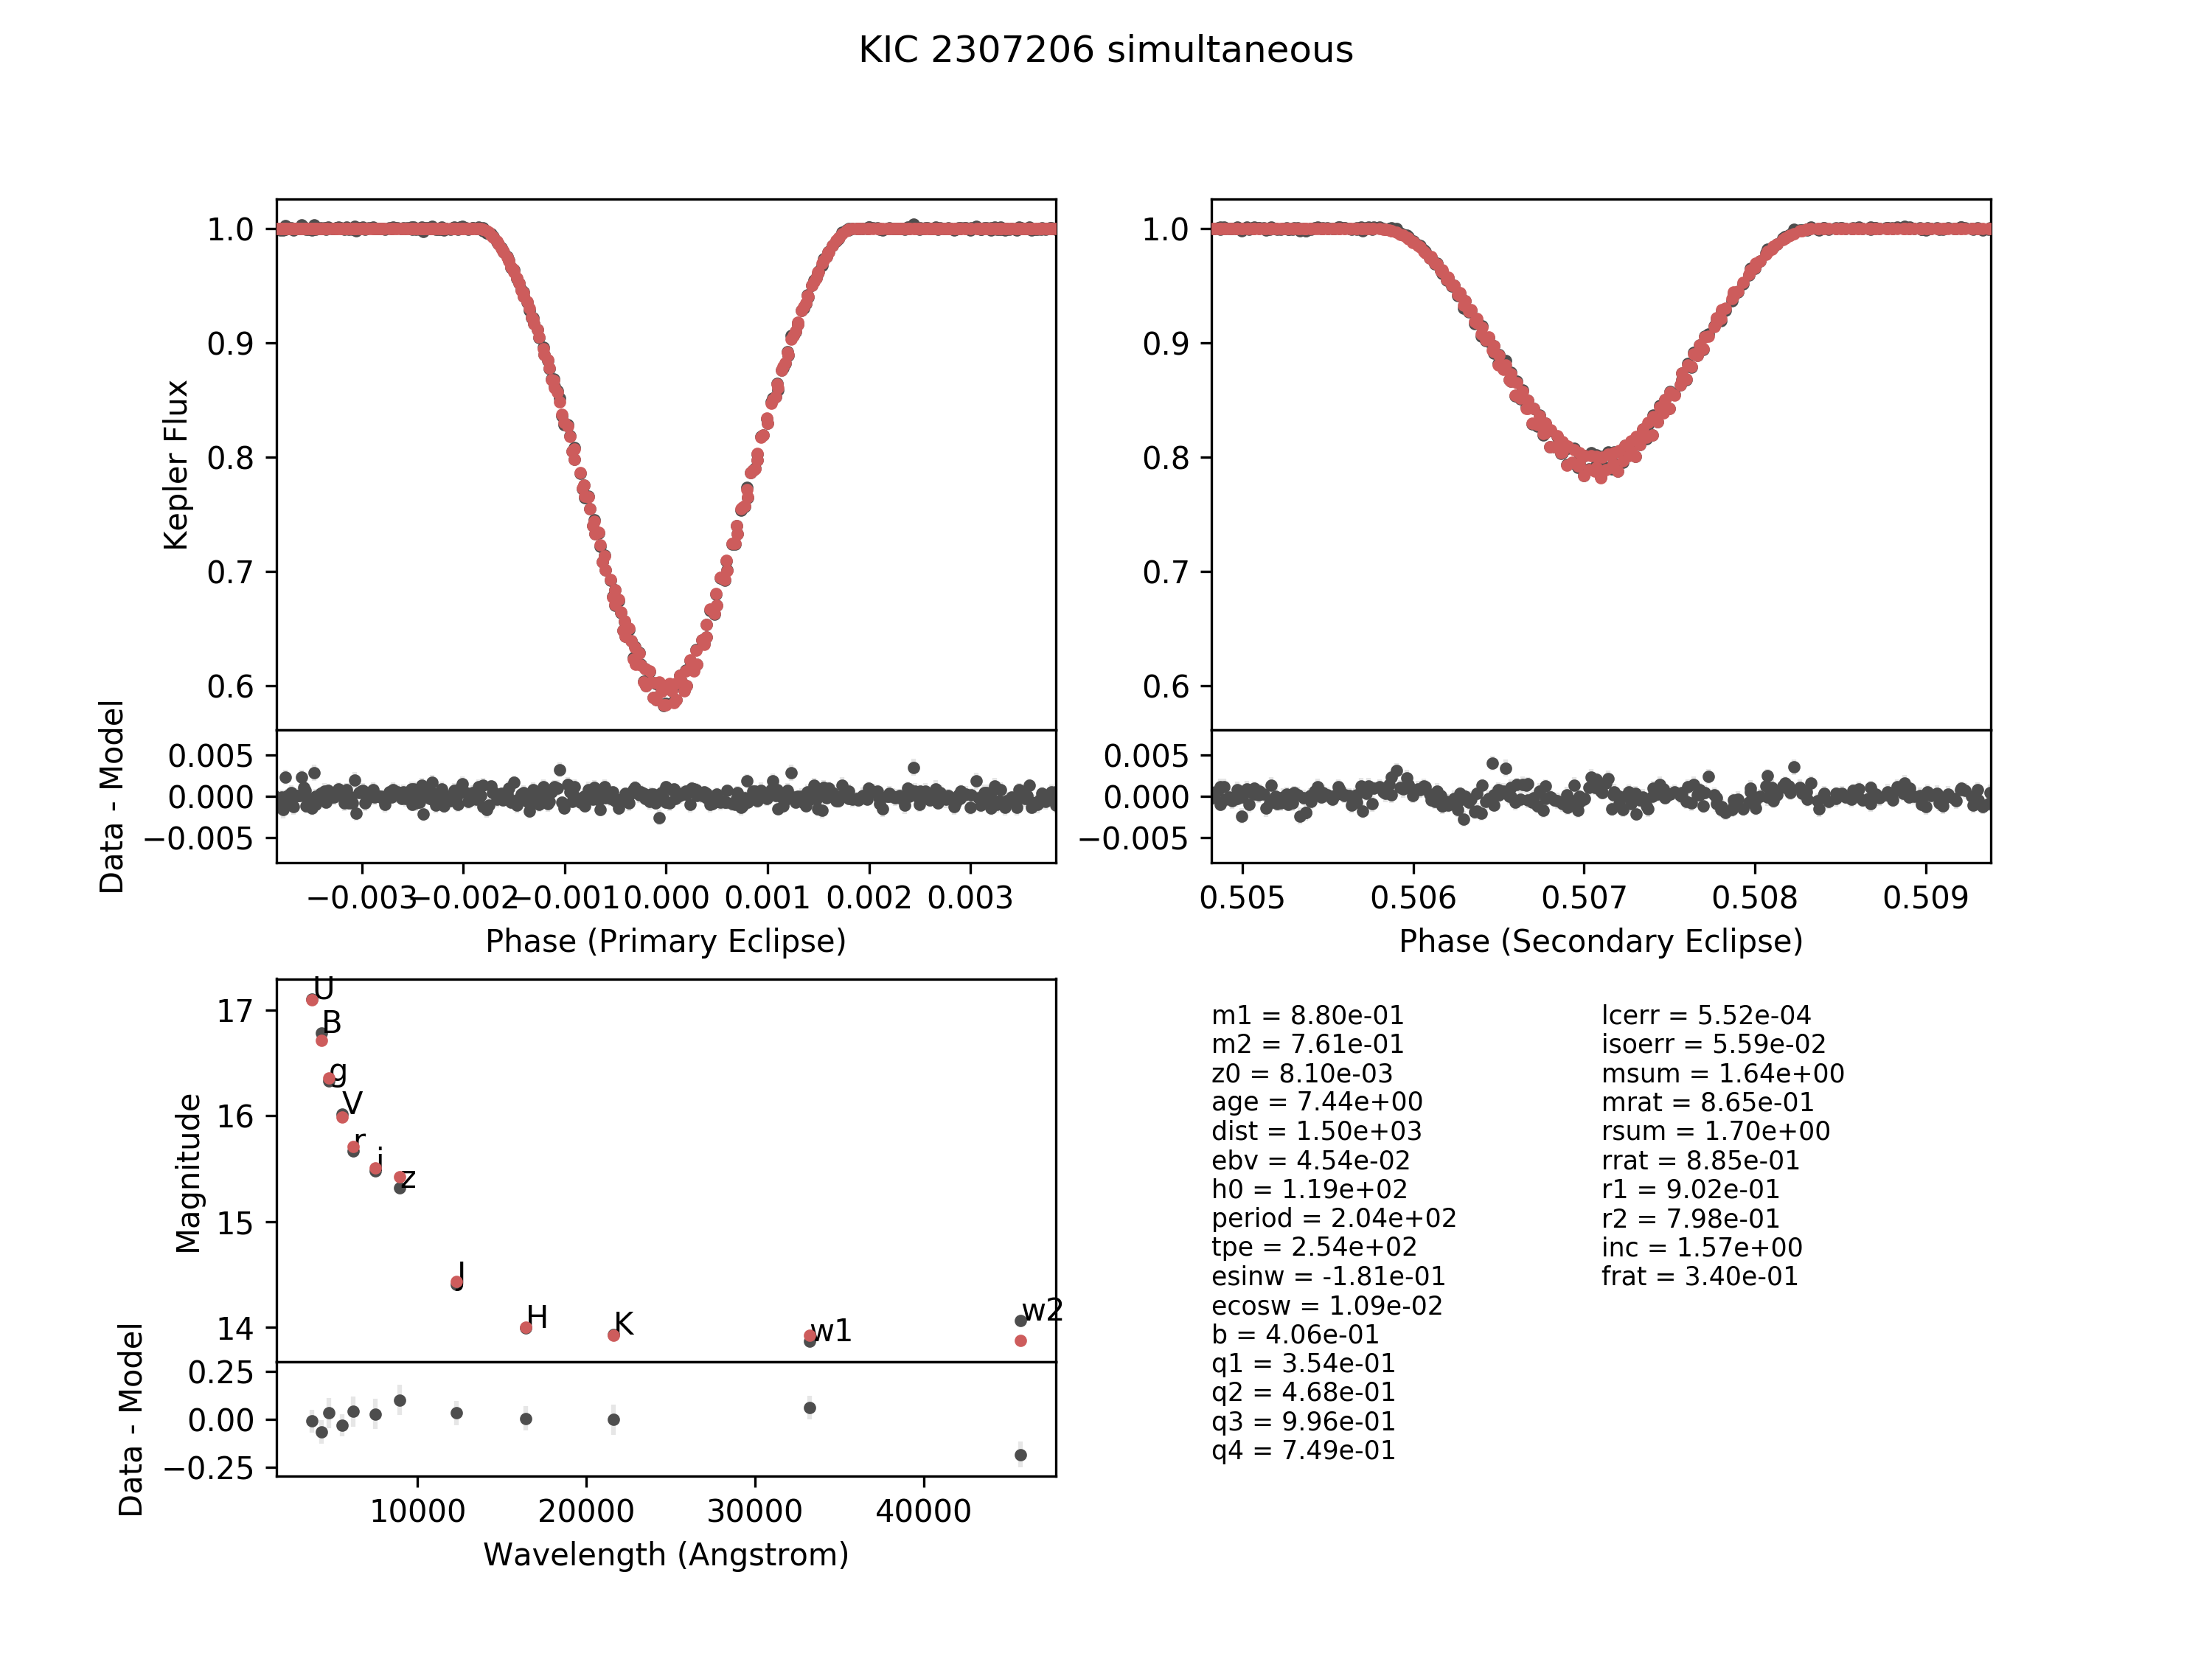 KIC 2307206 simultaneous
1.0
0.9
0.8
0.7
0.6
Kepler Flux
0.005
0.000
−0.005
Data - Model
−0.003 −0.002 −0.001 0.000 0.001 0.002 0.003
Phase (Primary Eclipse)
1.0
0.9
0.8
0.7
0.6
0.005
0.000
−0.005
0.505 0.506 0.507 0.508 0.509
Phase (Secondary Eclipse)
17
16
15
14
Magnitude
U
B
g
V
r
i
z
J
H
K
w1
w2
0.25
0.00
−0.25
Data - Model
10000 20000 30000 40000
Wavelength (Angstrom)
m1 = 8.80e-01
m2 = 7.61e-01
z0 = 8.10e-03
age = 7.44e+00
dist = 1.50e+03
ebv = 4.54e-02
h0 = 1.19e+02
period = 2.04e+02
tpe = 2.54e+02
esinw = -1.81e-01
ecosw = 1.09e-02
b = 4.06e-01
q1 = 3.54e-01
q2 = 4.68e-01
q3 = 9.96e-01
q4 = 7.49e-01
lcerr = 5.52e-04
isoerr = 5.59e-02
msum = 1.64e+00
mrat = 8.65e-01
rsum = 1.70e+00
rrat = 8.85e-01
r1 = 9.02e-01
r2 = 7.98e-01
inc = 1.57e+00
frat = 3.40e-01